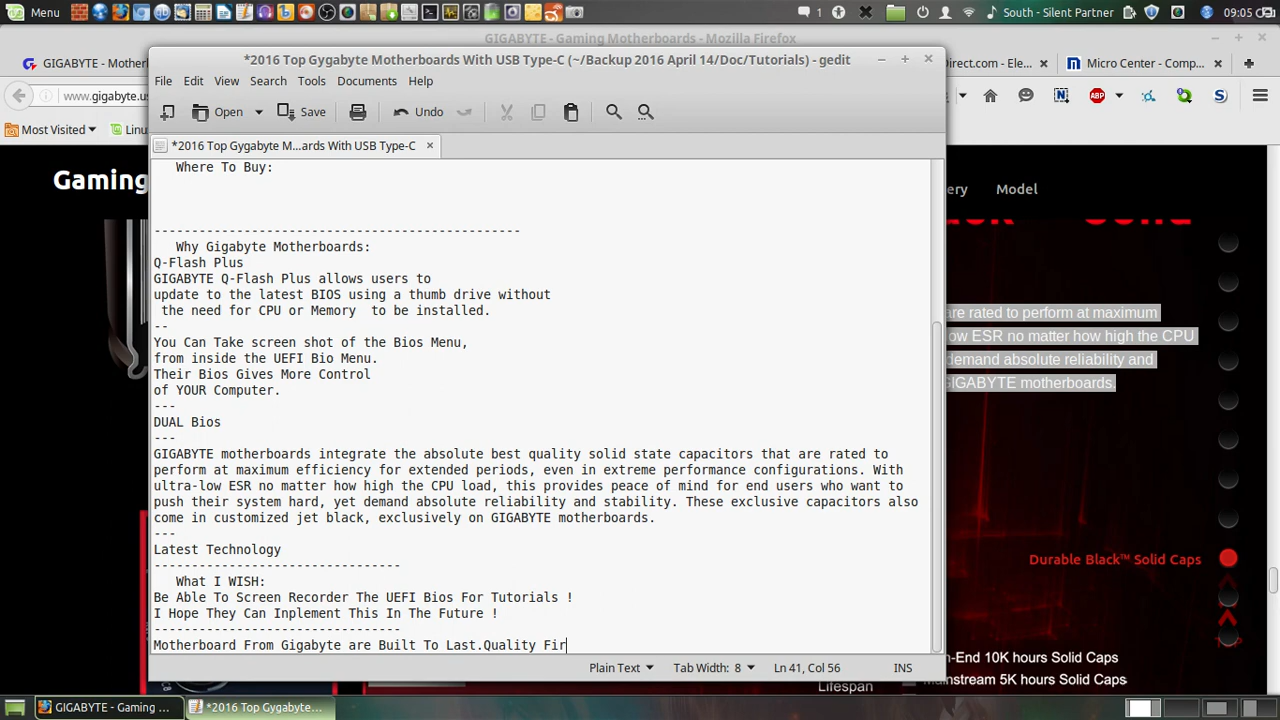 Menu
1
South - Silent Partner
09:05
GIGABYTE - Gaming Motherboards - Mozilla Firefox
GIGABYTE - Motherb
Direct.com - Ele...
Micro Center - Comp...
www.gigabyte.us
ABP
Most Visited
Linu
*2016 Top Gygabyte Motherboards With USB Type-C (~/Backup 2016 April 14/Doc/Tutorials) - gedit
File Edit View Search Tools Documents Help
Open Save Undo
*2016 Top Gygabyte M...ards With USB Type-C
Gaming
Model
Where To Buy:
-------------------------------------------------
Why Gigabyte Motherboards:
Q-Flash Plus
GIGABYTE Q-Flash Plus allows users to
update to the latest BIOS using a thumb drive without
the need for CPU or Memory  to be installed.
--
You Can Take screen shot of the Bios Menu,
from inside the UEFI Bio Menu.
Their Bios Gives More Control
of YOUR Computer.
---
DUAL Bios
---
GIGABYTE motherboards integrate the absolute best quality solid state capacitors that are rated to
perform at maximum efficiency for extended periods, even in extreme performance configurations. With
ultra-low ESR no matter how high the CPU load, this provides peace of mind for end users who want to
push their system hard, yet demand absolute reliability and stability. These exclusive capacitors also
come in customized jet black, exclusively on GIGABYTE motherboards.
---
Latest Technology
---------------------------------
What I WISH:
Be Able To Screen Recorder The UEFI Bios For Tutorials !
I Hope They Can Inplement This In The Future !
---------------------------------
Motherboard From Gigabyte are Built To Last.Quality Fir
are rated to perform at maximum
ow ESR no matter how high the CPU
demand absolute reliability and
GIGABYTE motherboards.
Durable Black™ Solid Caps
TOP
-End 10K hours Solid Caps
Mainstream 5K hours Solid Caps
Lifespan
Plain Text Tab Width: 8 Ln 41, Col 56 INS
GIGABYTE - Gaming ...
*2016 Top Gygabyte...